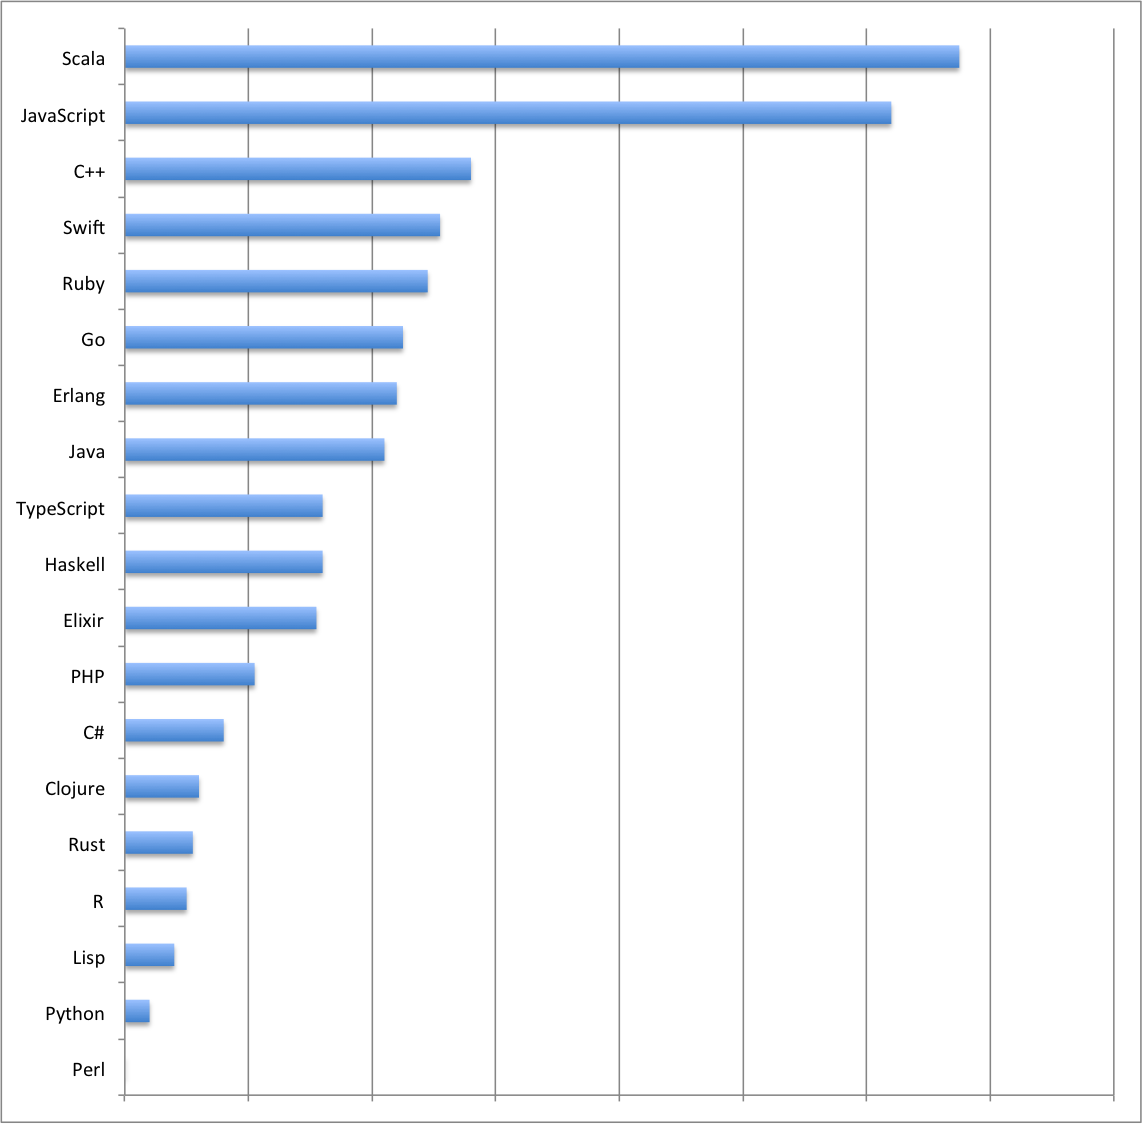 Scala
JavaScript
C++
Swift
Ruby
Go
Erlang
Java
TypeScript
Haskell
Elixir
PHP
C#
Clojure
Rust
R
Lisp
Python
Perl